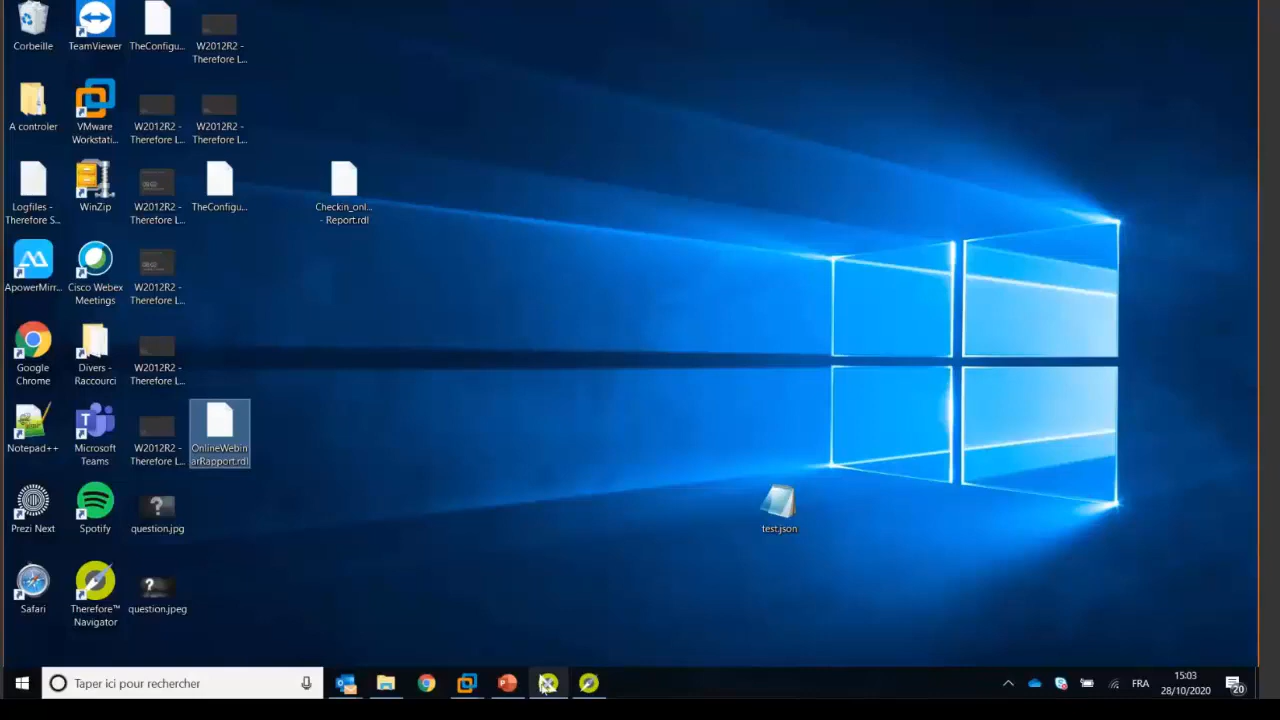 Corbeille
TeamViewer
TheConfigu...
W2012R2 -
Therefore L...
A controler
VMware
Workstati...
W2012R2 -
Therefore L...
W2012R2 -
Therefore L...
Logfiles -
Therefore S...
WinZip
W2012R2 -
Therefore L...
TheConfigu...
Checkin_onl...
- Report.rdl
ApowerMirr...
Cisco Webex
Meetings
W2012R2 -
Therefore L...
Google
Chrome
Divers -
Raccourci
W2012R2 -
Therefore L...
Notepad++
Microsoft
Teams
W2012R2 -
Therefore L...
OnlineWebin
arRapport.rdl
Prezi Next
Spotify
question.jpg
test.json
Safari
Therefore™
Navigator
question.jpeg
Taper ici pour rechercher
FRA
15:03
28/10/2020
20